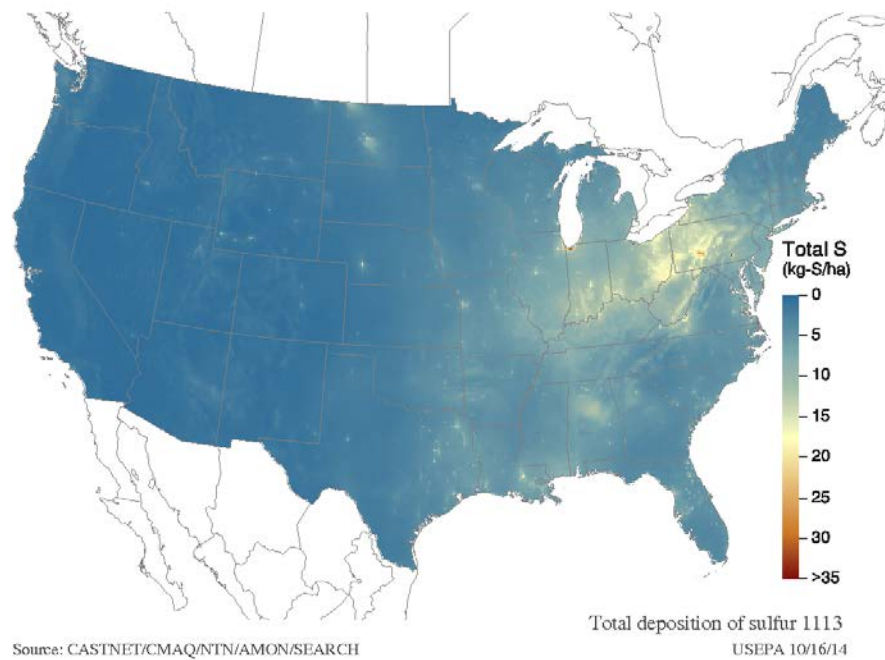 Total S
(kg-S/ha)
0
5
10
15
20
25
30
>35
Total deposition of sulfur 1113
Source: CASTNET/CMAQ/NTN/AMON/SEARCH
USEPA 10/16/14